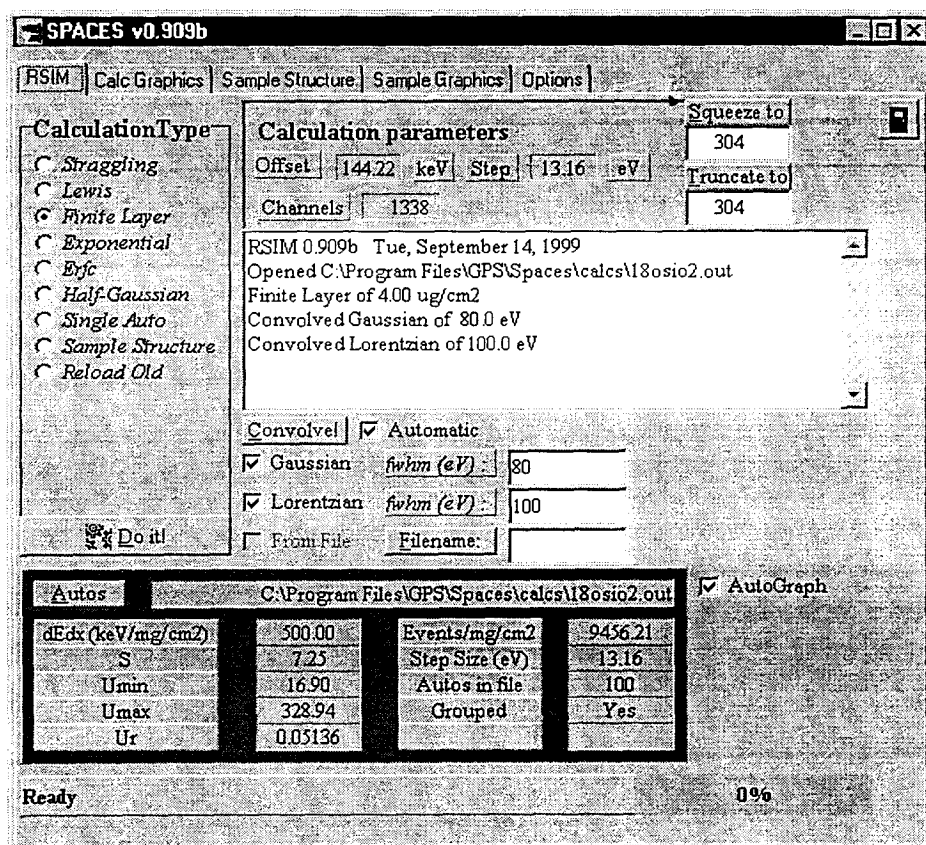 SPACES v0.909b
RSIM Calc Graphics Sample Structure Sample Graphics Options
CalculationType
Straggling
Lewis
Finite Layer
Exponential
Erfc
Half-Gaussian
Single Auto
Sample Structure
Reload Old
Do it!
Calculation parameters
Offset 144.22 keV Step 13.16 eV
Channels 1338
Squeeze to
304
Truncate to
304
RSIM 0.909b Tue, September 14, 1999
Opened C:\Program Files\GPS\Spaces\calcs\18osio2.out
Finite Layer of 4.00 ug/cm2
Convolved Gaussian of 80.0 eV
Convolved Lorentzian of 100.0 eV
Convolve! Automatic
Gaussian fwhm (eV) : 80
Lorentzian fwhm (eV) : 100
From File Filename:
Autos C:\Program Files\GPS\Spaces\calcs\18osio2.out
AutoGraph
dEdx (keV/mg/cm2) 500.00 Events/mg/cm2 9456.21
S 7.25 Step Size (eV) 13.16
Umin 16.90 Autos in file 100
Umax 328.94 Grouped Yes
Ur 0.05136
Ready 0%